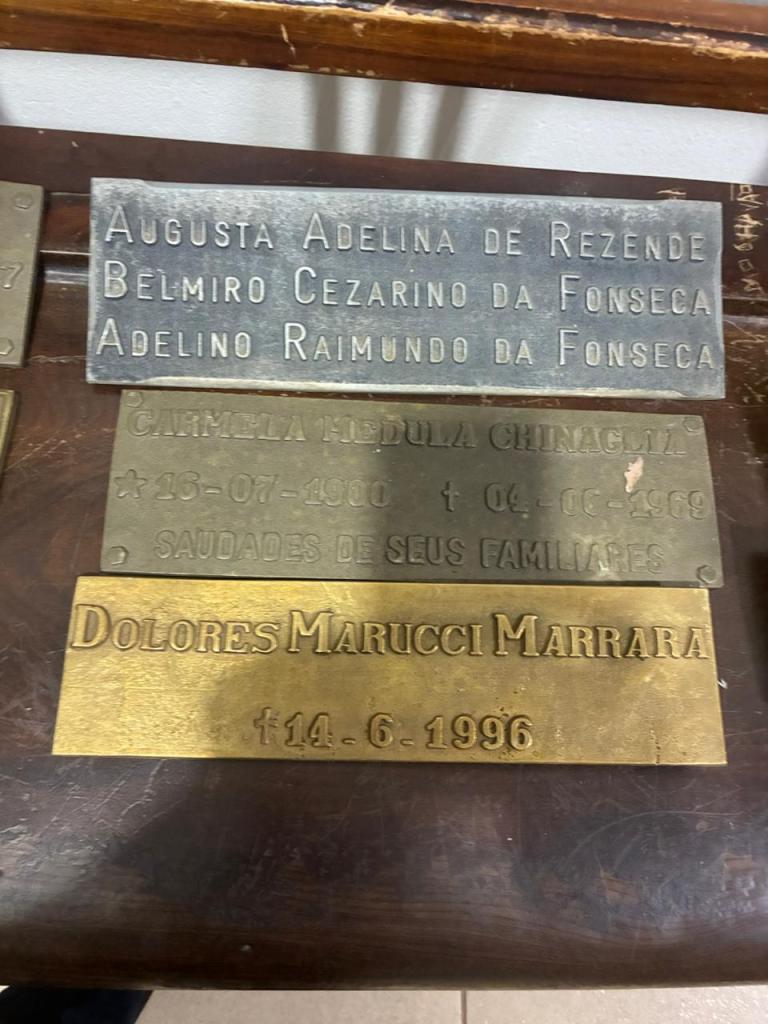 AUGUSTA ADELINA DE REZENDE
BELMIRO CEZARINO DA FONSECA
ADELINO RAIMUNDO DA FONSECA
7
CARMELA MEDULA CHINAGLIA
16-07-1900 † 04-06-1969
SAUDADES DE SEUS FAMILIARES
DOLORES MARUCCI MARRARA
†14-6-1996